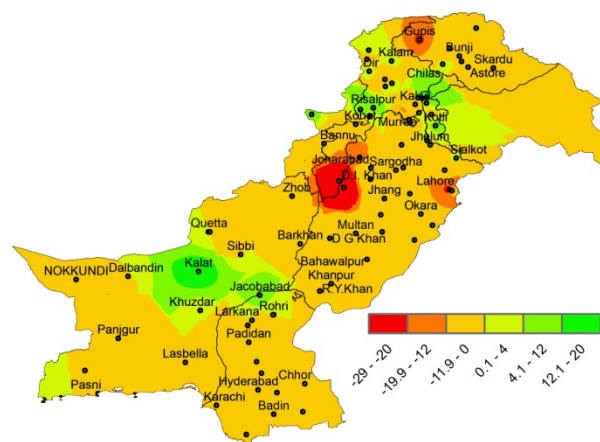 Gupis
Kalam
Bunji
Dir
Skardu
Chilas
Astore
Risalpur
Kotli
Bannu
Jhelum
Sialkot
Joharabad
Sargodha
D.I. Khan
Lahore
Zhob
Jhang
Okara
Quetta
Multan
Barkhan
D G Khan
Sibbi
Kalat
Bahawalpur
NOKKUNDI
Dalbandin
Khanpur
Jacobabad
R.Y.Khan
Khuzdar
Larkana
Rohri
Panjgur
Padidan
Lasbella
Pasni
Hyderabad
Chhor
Karachi
Badin
-29 - -20
-19.9 - -12
-11.9 - 0
0.1 - 4
4.1 - 12
12.1 - 20